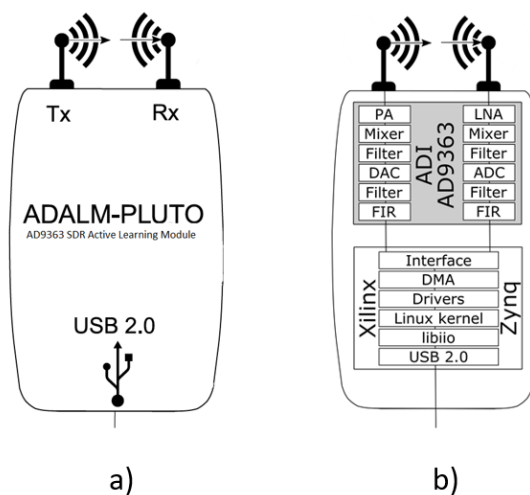 Tx Rx
ADALM-PLUTO
AD9363 SDR Active Learning Module
USB 2.0
a)
PA LNA
Mixer Mixer
Filter Filter
DAC ADC
Filter Filter
FIR FIR
ADI
AD9363
Xilinx
Interface
DMA
Drivers
Linux kernel
libiio
USB 2.0
Zynq
b)